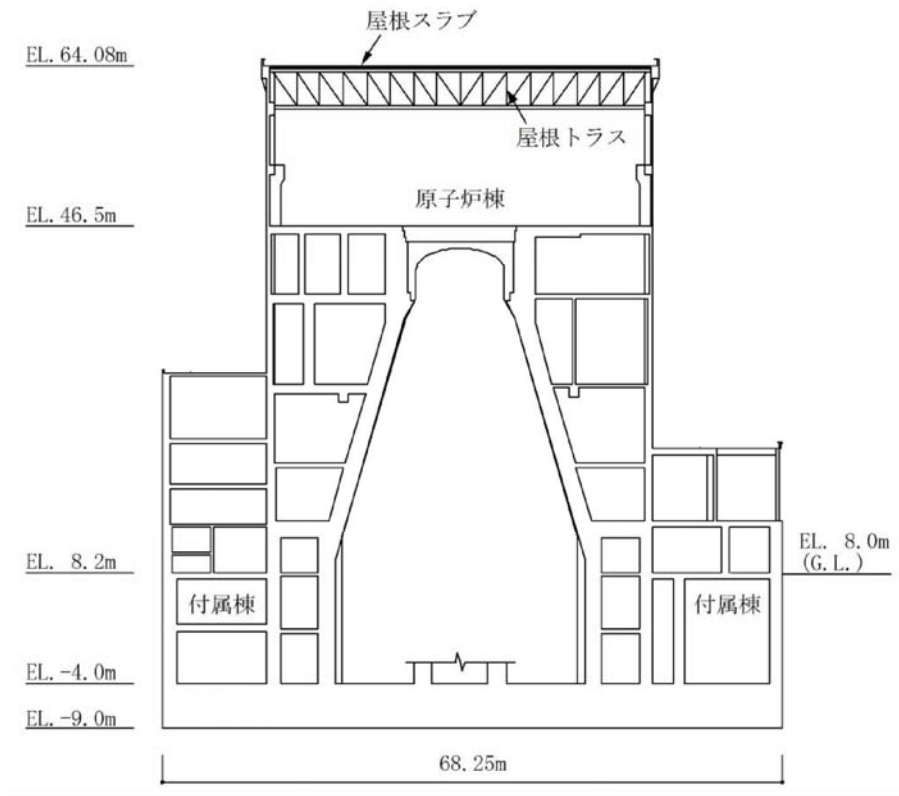 屋根スラブ
EL.64.08m
屋根トラス
原子炉棟
EL.46.5m
EL. 8.2m
EL. 8.0m
(G.L.)
付属棟
付属棟
EL.-4.0m
EL.-9.0m
68.25m